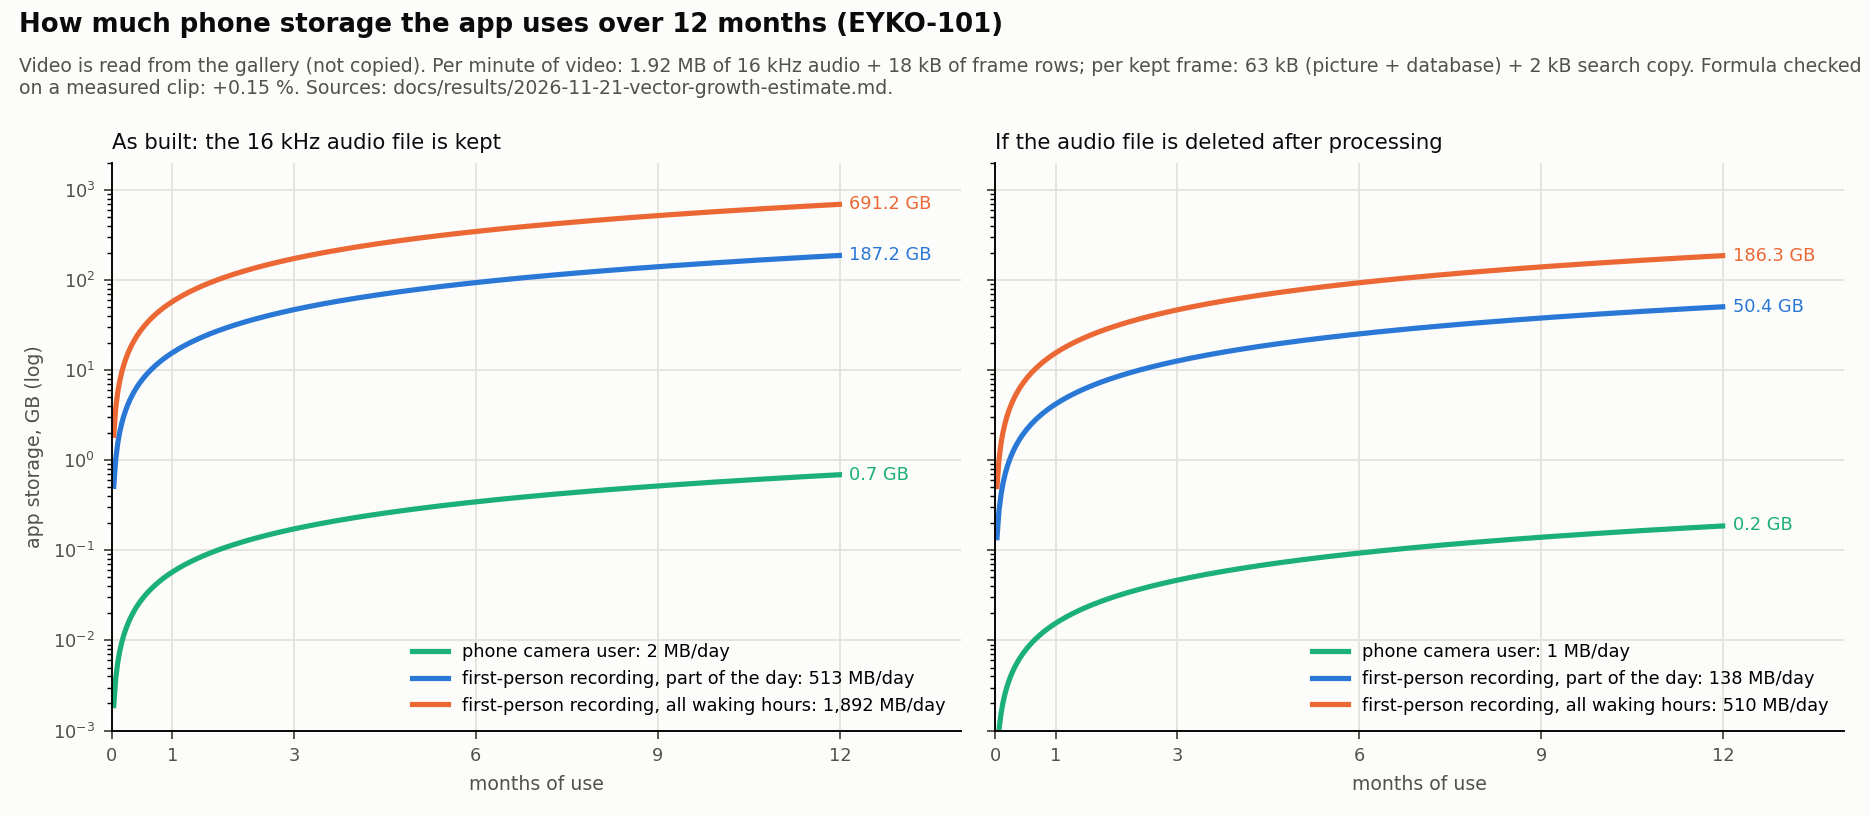 How much phone storage the app uses over 12 months (EYKO-101)
Video is read from the gallery (not copied). Per minute of video: 1.92 MB of 16 kHz audio + 18 kB of frame rows; per kept frame: 63 kB (picture + database) + 2 kB search copy. Formula checked
on a measured clip: +0.15 %. Sources: docs/results/2026-11-21-vector-growth-estimate.md.
As built: the 16 kHz audio file is kept
app storage, GB (log)
10³
10²
10¹
10⁰
10⁻¹
10⁻²
10⁻³
691.2 GB
187.2 GB
0.7 GB
phone camera user: 2 MB/day
first-person recording, part of the day: 513 MB/day
first-person recording, all waking hours: 1,892 MB/day
0 1 3 6 9 12
months of use
If the audio file is deleted after processing
186.3 GB
50.4 GB
0.2 GB
phone camera user: 1 MB/day
first-person recording, part of the day: 138 MB/day
first-person recording, all waking hours: 510 MB/day
0 1 3 6 9 12
months of use